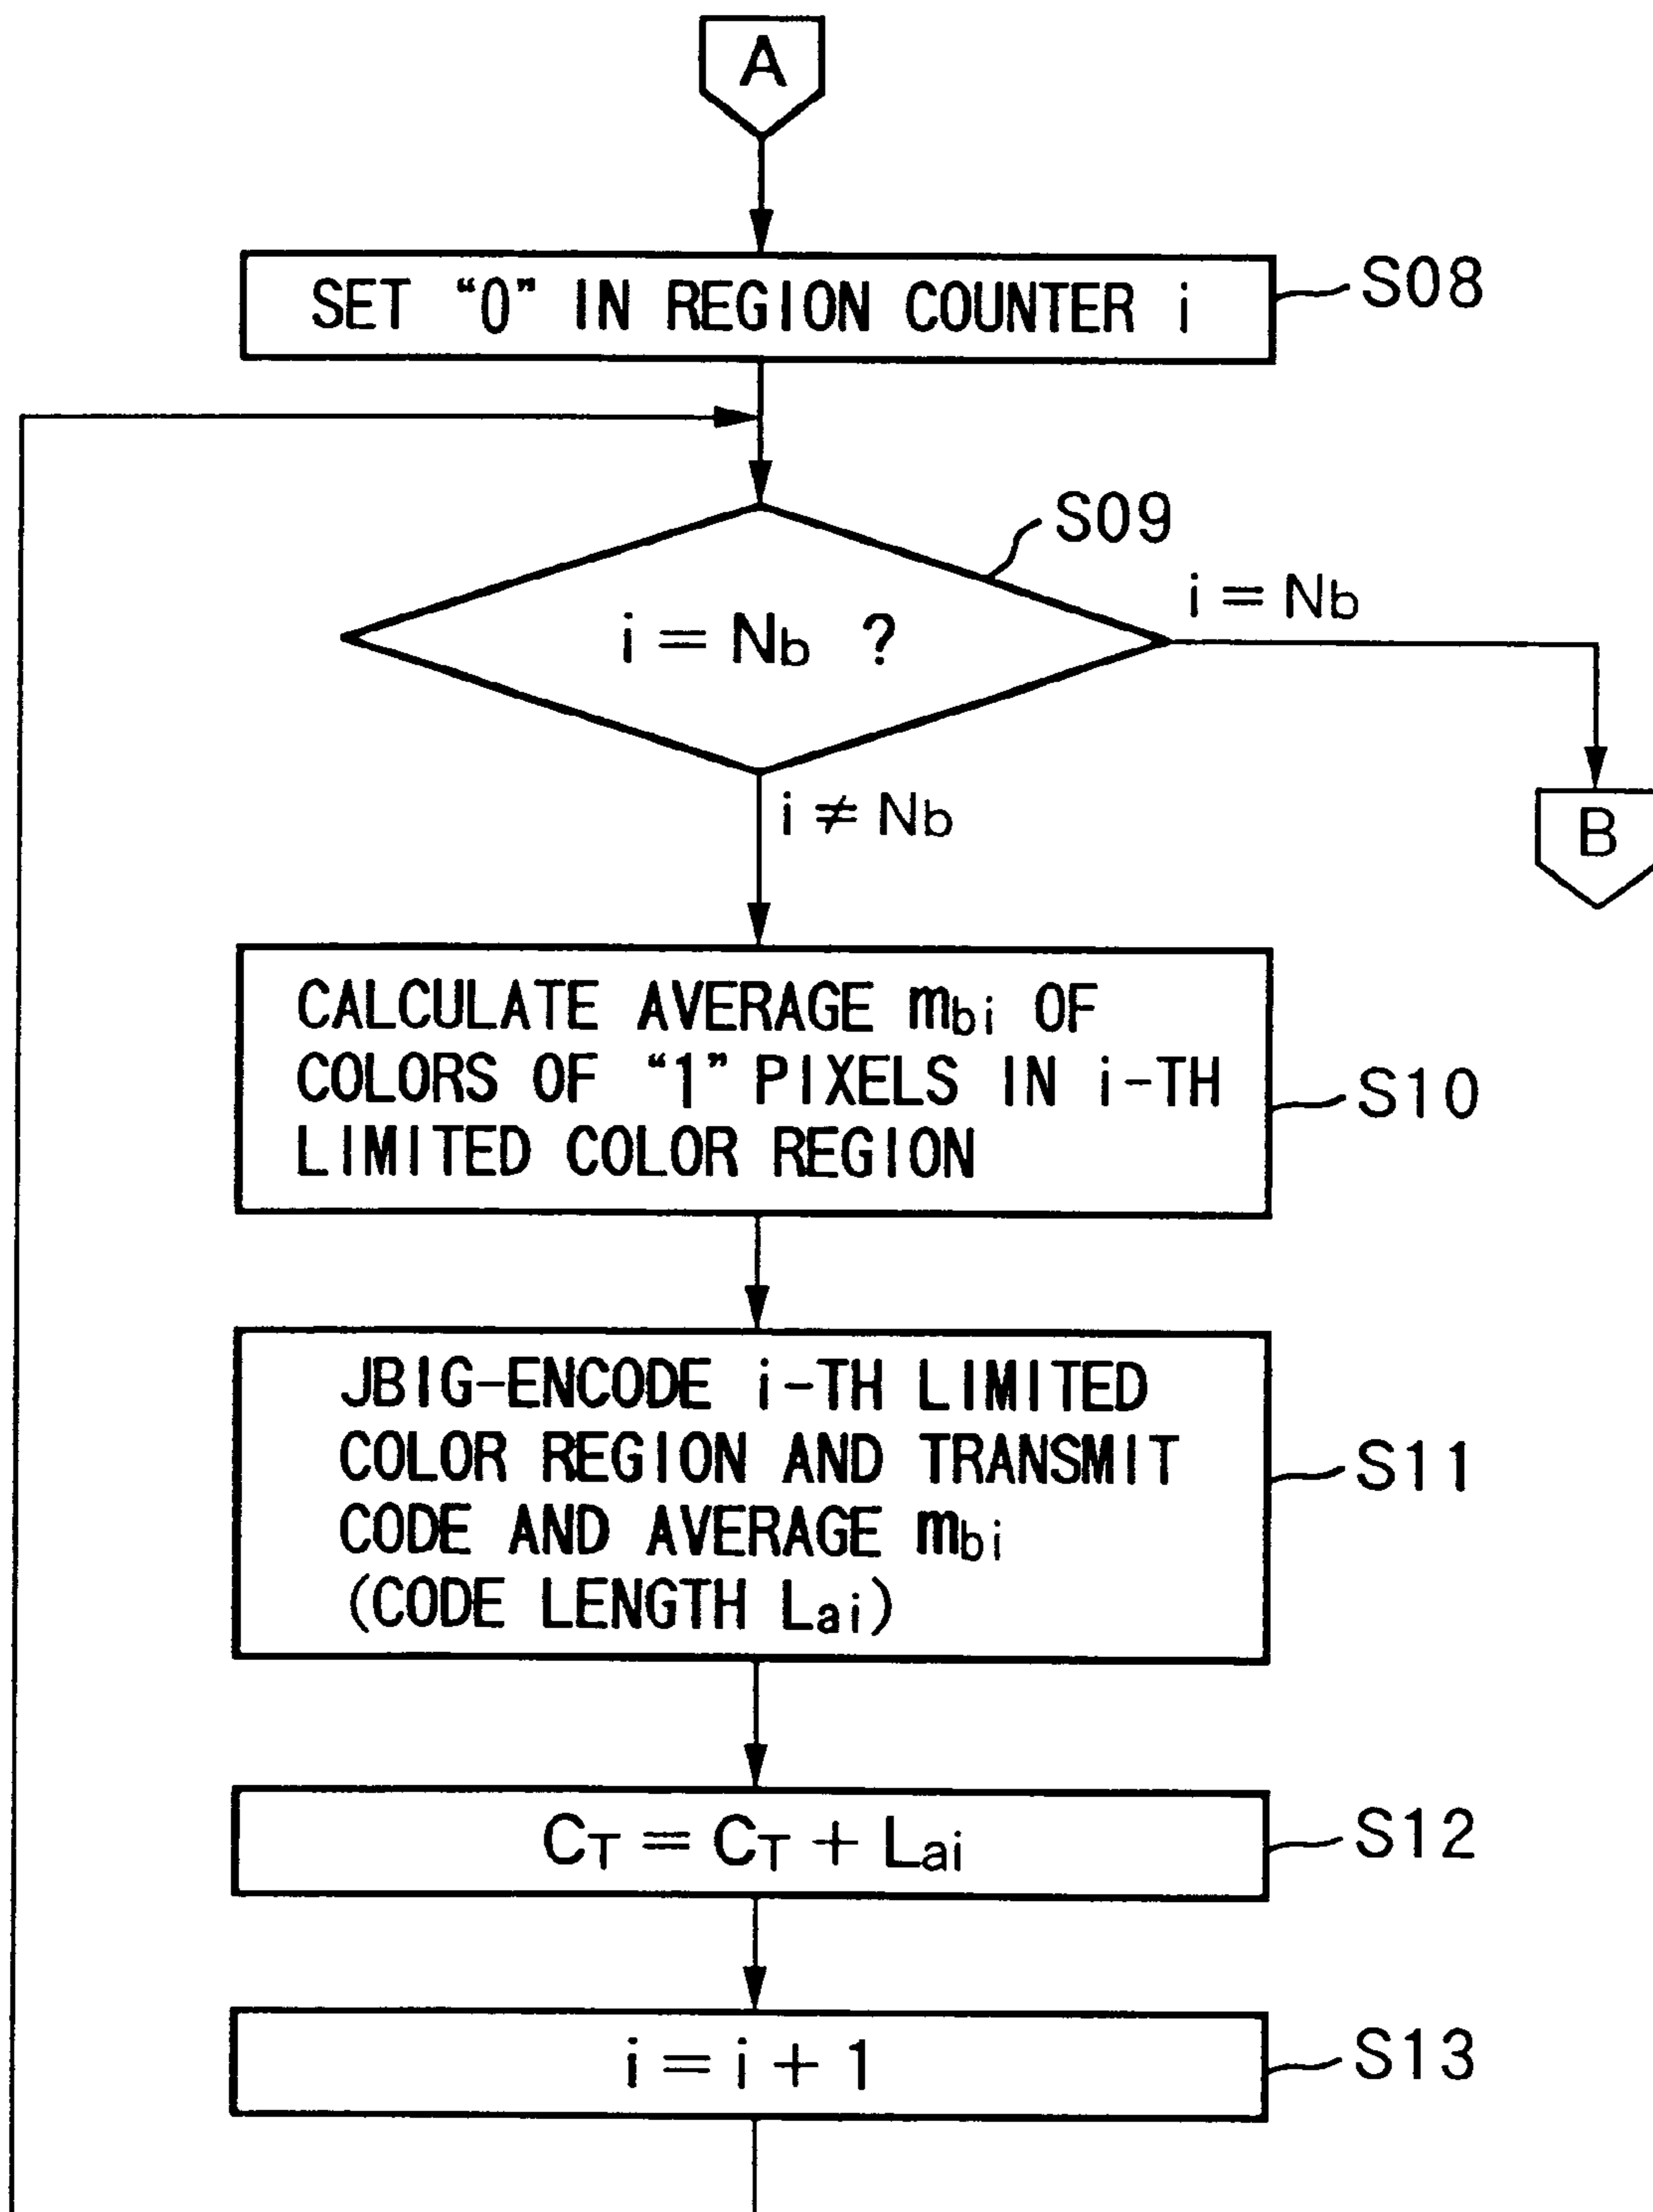 A
SET “0” IN REGION COUNTER i
S08
S09
i = Nb ?
i = Nb
i ≠ Nb
B
CALCULATE AVERAGE mbi OF
COLORS OF “1” PIXELS IN i-TH
LIMITED COLOR REGION
S10
JBIG-ENCODE i-TH LIMITED
COLOR REGION AND TRANSMIT
CODE AND AVERAGE mbi
(CODE LENGTH Lai)
S11
CT = CT + Lai
S12
i = i + 1
S13